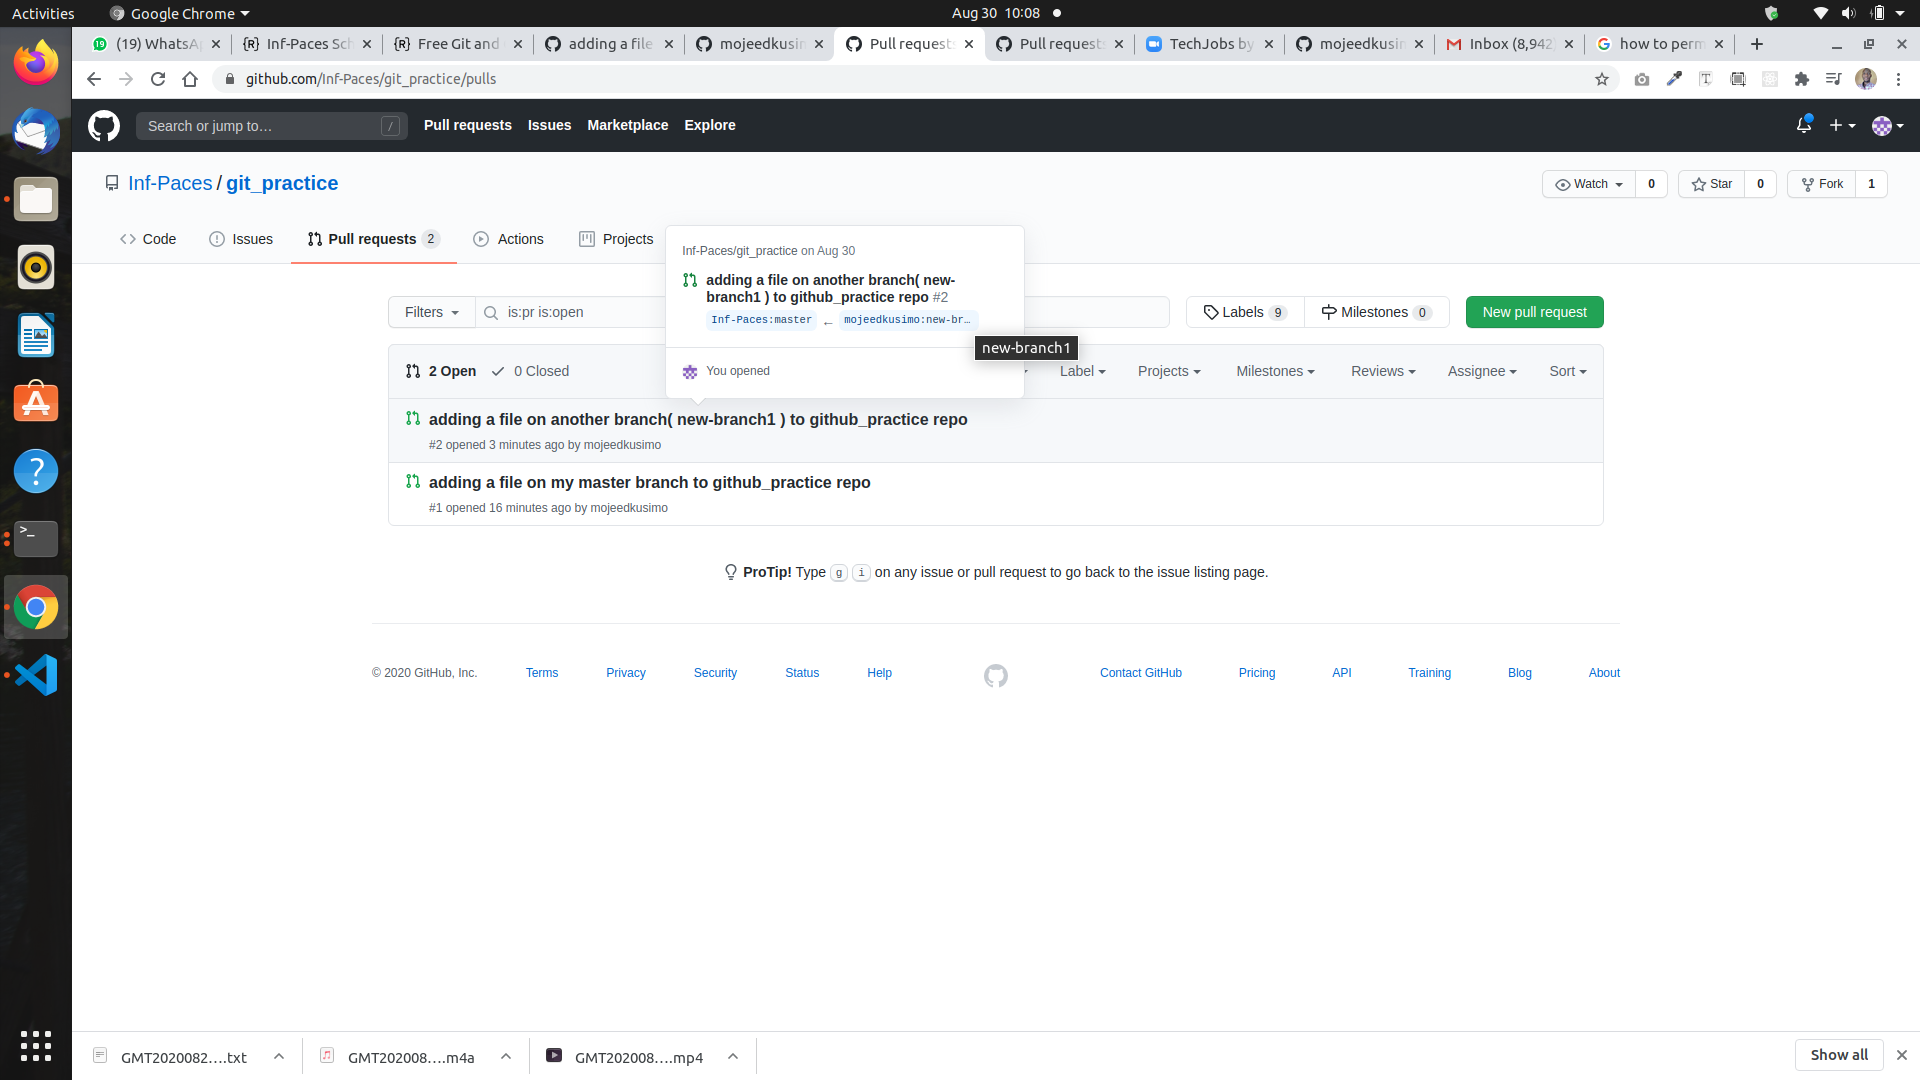 Activities
Google Chrome
Aug 30 10:08
(19) WhatsAp
{R} Inf-Paces Sch
{R} Free Git and
adding a file
mojeedkusim
Pull requests
Pull requests
TechJobs by
mojeedkusim
Inbox (8,942)
how to perm
github.com/Inf-Paces/git_practice/pulls
Search or jump to…
/
Pull requests
Issues
Marketplace
Explore
Inf-Paces / git_practice
Watch 0
Star 0
Fork 1
Code
Issues
Pull requests 2
Actions
Projects
Inf-Paces/git_practice on Aug 30
adding a file on another branch( new-
branch1 ) to github_practice repo #2
Inf-Paces:master ← mojeedkusimo:new-br…
new-branch1
You opened
Filters
is:pr is:open
Labels 9
Milestones 0
New pull request
2 Open
0 Closed
Label
Projects
Milestones
Reviews
Assignee
Sort
adding a file on another branch( new-branch1 ) to github_practice repo
#2 opened 3 minutes ago by mojeedkusimo
adding a file on my master branch to github_practice repo
#1 opened 16 minutes ago by mojeedkusimo
ProTip! Type g i on any issue or pull request to go back to the issue listing page.
© 2020 GitHub, Inc.
Terms
Privacy
Security
Status
Help
Contact GitHub
Pricing
API
Training
Blog
About
GMT2020082….txt
GMT202008….m4a
GMT202008….mp4
Show all